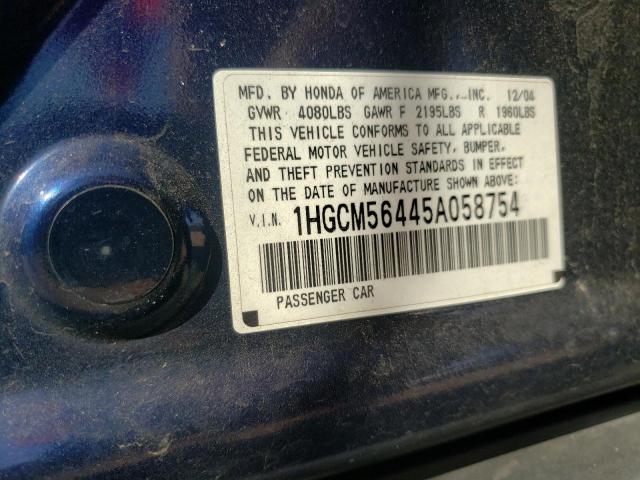 MFD. BY HONDA OF AMERICA MFG., INC. 12/04
GVWR 4080LBS GAWR F 2195LBS R 1960LBS
THIS VEHICLE CONFORMS TO ALL APPLICABLE
FEDERAL MOTOR VEHICLE SAFETY, BUMPER,
AND THEFT PREVENTION STANDARDS IN EFFECT
ON THE DATE OF MANUFACTURE SHOWN ABOVE:
V.I.N. 1HGCM56445A058754
PASSENGER CAR